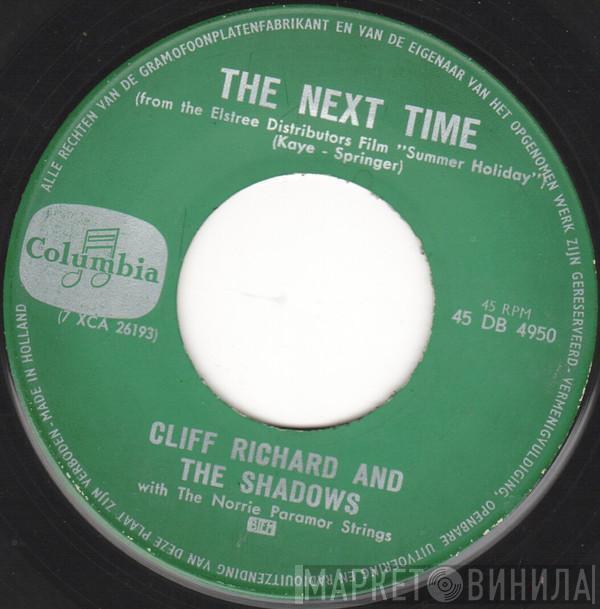 ALLE RECHTEN VAN DE GRAMOFOONPLATENFABRIKANT EN VAN DE EIGENAAR VAN HET OPGENOMEN WERK ZIJN GERESERVEERD-VERMENIGVULDIGING, OPENBARE UITVOERING EN RADIOUITZENDING VAN DEZE PLAAT ZIJN VERBODEN-MADE IN HOLLAND
THE NEXT TIME
(from the Elstree Distributors Film "Summer Holiday")
(Kaye - Springer)
Columbia
(7 XCA 26193)
45 RPM
45 DB 4950
CLIFF RICHARD AND
THE SHADOWS
with The Norrie Paramor Strings
МАРКЕТ ВИНИЛА